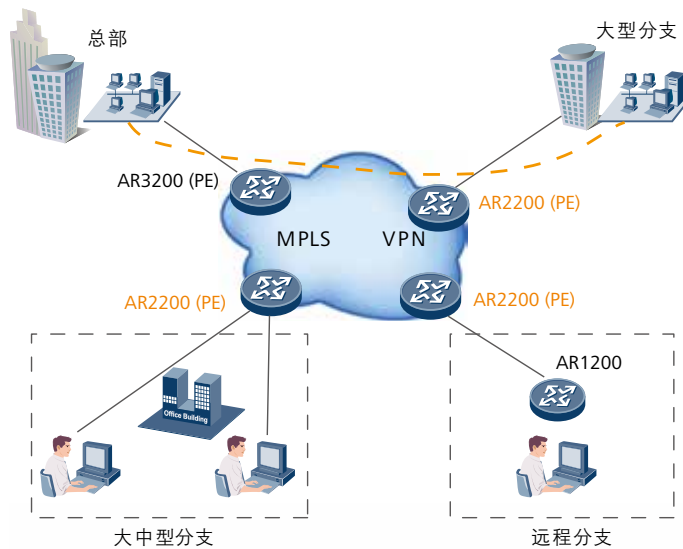 总部
大型分支
AR3200 (PE)
AR2200 (PE)
MPLS VPN
AR2200 (PE)
AR2200 (PE)
AR1200
Office Building
大中型分支
远程分支